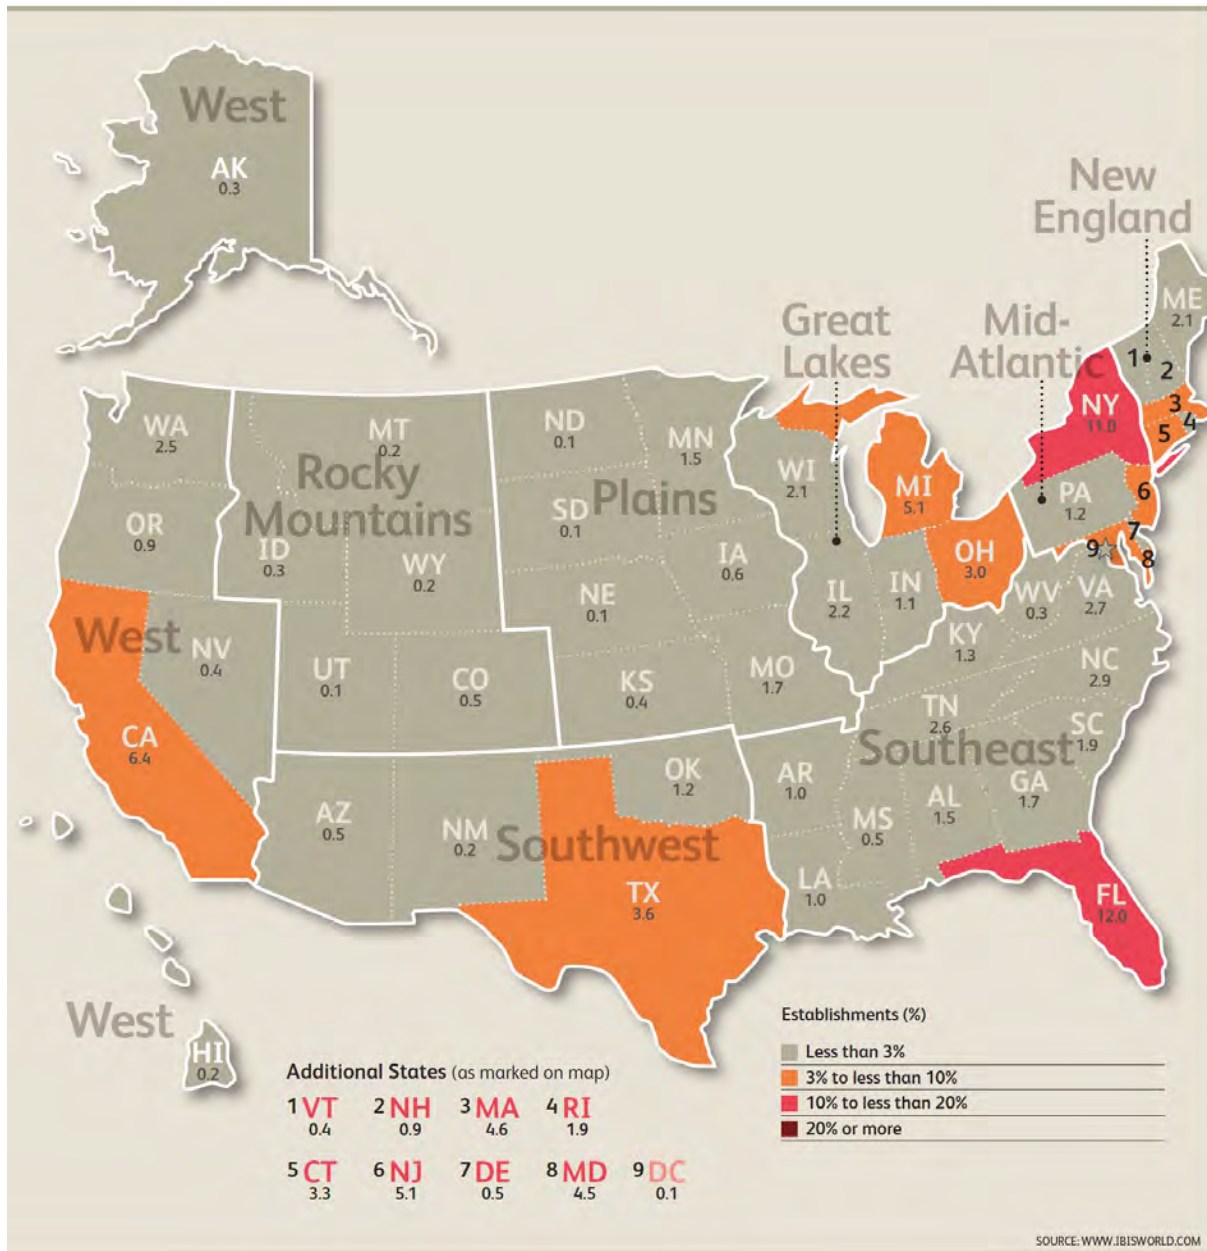 West
AK
0.3
New
England
Great
Lakes
Mid-
Atlantic
ME
2.1
1
2
3
4
5
NY
11.0
WA
2.5
MT
0.2
ND
0.1
MN
1.5
Rocky
Mountains
Plains
WI
2.1
MI
5.1
PA
1.2
6
7
8
9
OR
0.9
ID
0.3
WY
0.2
SD
0.1
IA
0.6
NE
0.1
IL
2.2
IN
1.1
OH
3.0
WV
0.3
VA
2.7
West
NV
0.4
UT
0.1
CO
0.5
KS
0.4
MO
1.7
KY
1.3
NC
2.9
TN
2.6
SC
1.9
Southeast
CA
6.4
AZ
0.5
NM
0.2
OK
1.2
AR
1.0
MS
0.5
AL
1.5
GA
1.7
Southwest
TX
3.6
LA
1.0
FL
12.0
West
HI
0.2
Establishments (%)
Less than 3%
3% to less than 10%
10% to less than 20%
20% or more
Additional States (as marked on map)
1 VT 2 NH 3 MA 4 RI
0.4 0.9 4.6 1.9
5 CT 6 NJ 7 DE 8 MD 9 DC
3.3 5.1 0.5 4.5 0.1
SOURCE: WWW.IBISWORLD.COM